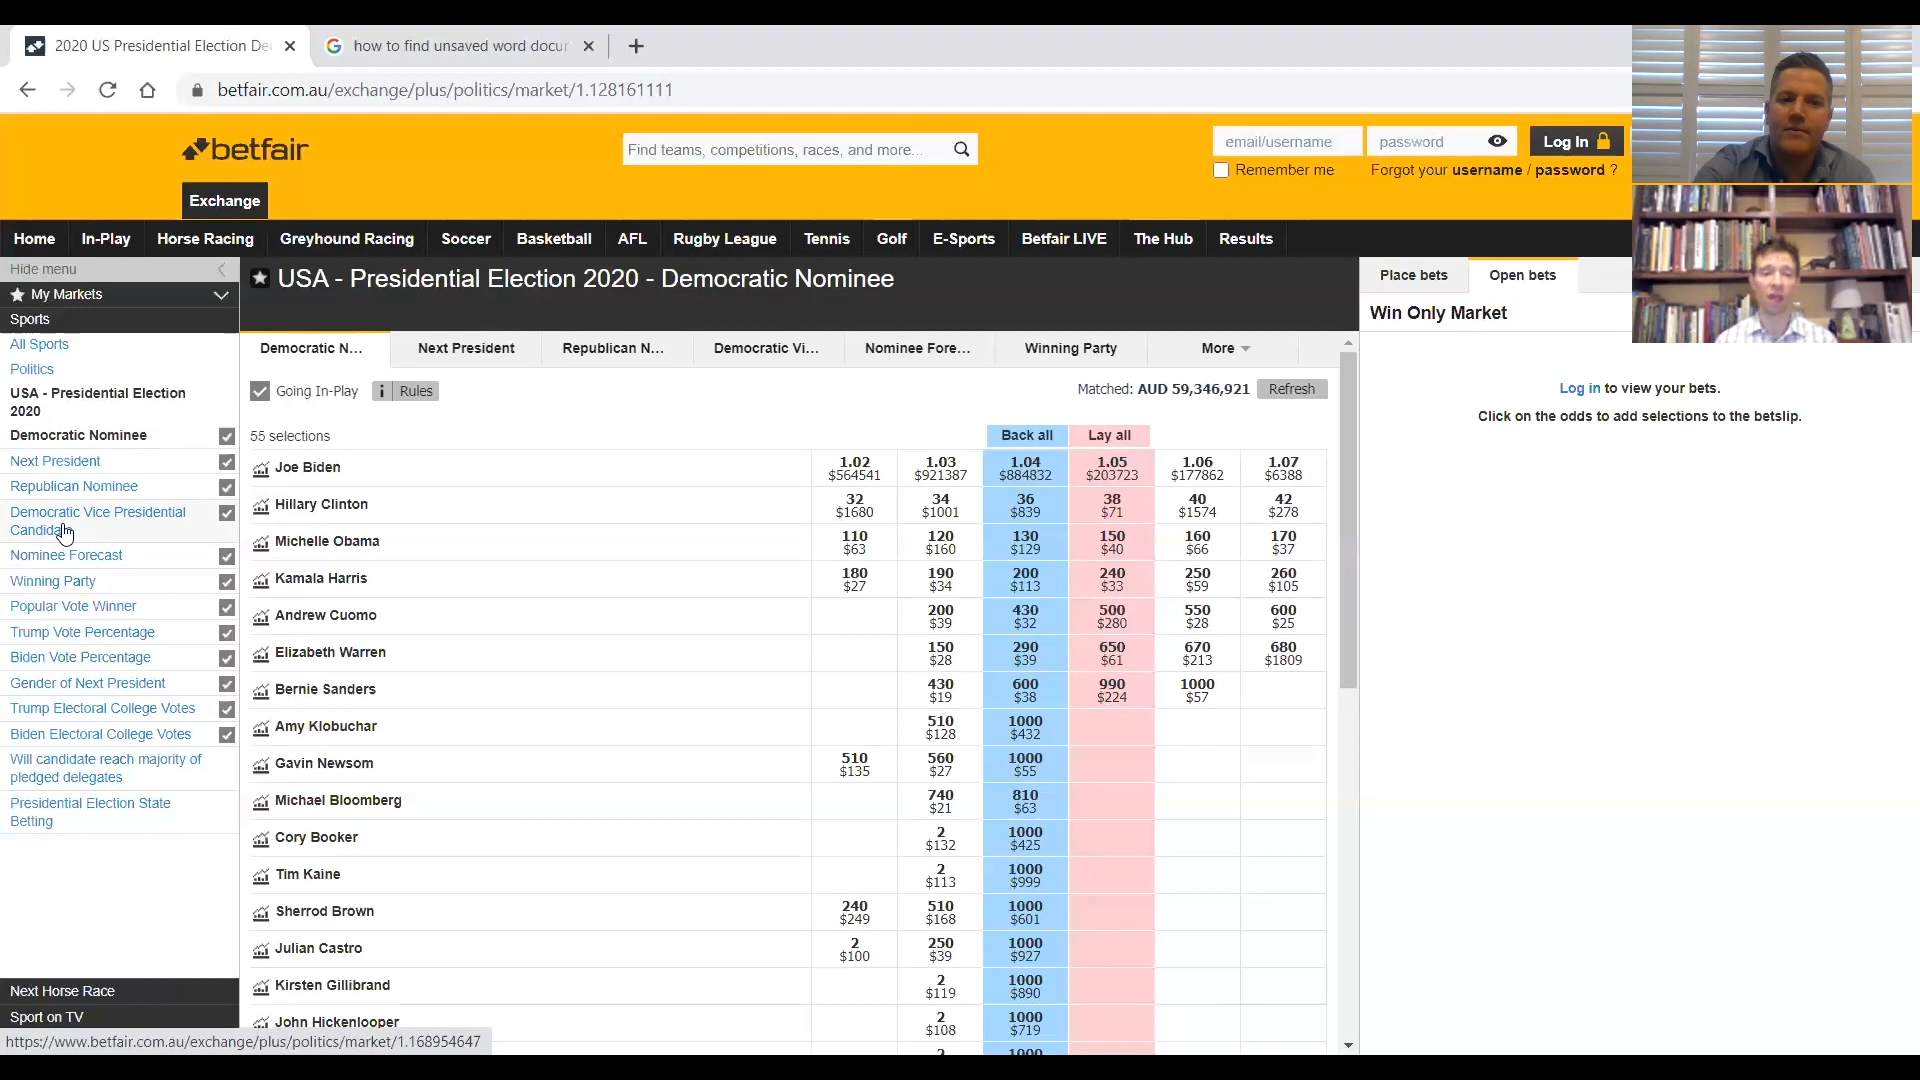 2020 US Presidential Election De
how to find unsaved word docu
betfair.com.au/exchange/plus/politics/market/1.128161111
betfair
Find teams, competitions, races, and more...
email/username
password
Log In
Remember me
Forgot your username / password ?
Exchange
Home In-Play Horse Racing Greyhound Racing Soccer Basketball AFL Rugby League Tennis Golf E-Sports Betfair LIVE The Hub Results
Hide menu
My Markets
Sports
All Sports
Politics
USA - Presidential Election
2020
Democratic Nominee
Next President
Republican Nominee
Democratic Vice Presidential
Nominee Forecast
Winning Party
Popular Vote Winner
Trump Vote Percentage
Biden Vote Percentage
Gender of Next President
Trump Electoral College Votes
Biden Electoral College Votes
Will candidate reach majority of
pledged delegates
Presidential Election State
Betting
Next Horse Race
Sport on TV
https://www.betfair.com.au/exchange/plus/politics/market/1.168954647
USA - Presidential Election 2020 - Democratic Nominee
Democratic N... Next President Republican N... Democratic Vi... Nominee Fore... Winning Party More
Going In-Play i Rules
Matched: AUD 59,346,921 Refresh
55 selections Back all Lay all
Joe Biden 1.02 1.03 1.04 1.05 1.06 1.07
$564541 $921387 $884832 $203723 $177862 $6388
Hillary Clinton 32 34 36 38 40 42
$1680 $1001 $839 $71 $1574 $278
Michelle Obama 110 120 130 150 160 170
$63 $160 $129 $40 $66 $37
Kamala Harris 180 190 200 240 250 260
$27 $34 $113 $33 $59 $105
Andrew Cuomo 200 430 500 550 600
$39 $32 $280 $28 $25
Elizabeth Warren 150 290 650 670 680
$28 $39 $61 $213 $1809
Bernie Sanders 430 600 990 1000
$19 $38 $224 $57
Amy Klobuchar 510 1000
$128 $432
Gavin Newsom 510 560 1000
$135 $27 $55
Michael Bloomberg 740 810
$21 $63
Cory Booker 2 1000
$132 $425
Tim Kaine 2 1000
$113 $999
Sherrod Brown 240 510 1000
$249 $168 $601
Julian Castro 2 250 1000
$100 $39 $927
Kirsten Gillibrand 2 1000
$119 $890
John Hickenlooper 2 1000
$108 $719
2 1000
Place bets Open bets
Win Only Market
Log in to view your bets.
Click on the odds to add selections to the betslip.